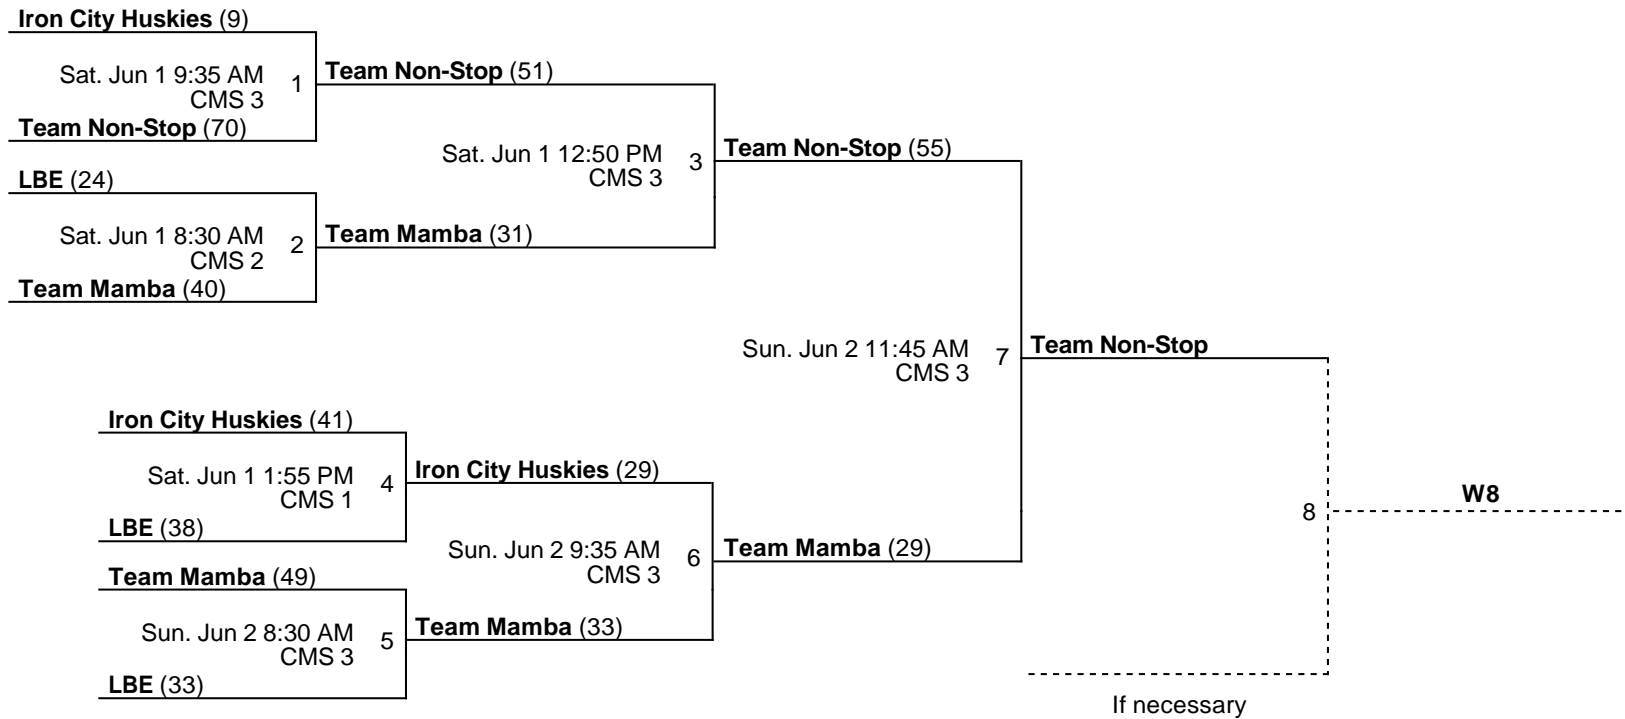 Iron City Huskies (9)
Sat. Jun 1 9:35 AM
CMS 3
1
Team Non-Stop (70)
LBE (24)
Sat. Jun 1 8:30 AM
CMS 2
2
Team Mamba (40)
Team Non-Stop (51)
Sat. Jun 1 12:50 PM
CMS 3
3
Team Mamba (31)
Team Non-Stop (55)
Sun. Jun 2 11:45 AM
CMS 3
7
Team Non-Stop
Iron City Huskies (41)
Sat. Jun 1 1:55 PM
CMS 1
4
LBE (38)
Team Mamba (49)
Sun. Jun 2 8:30 AM
CMS 3
5
LBE (33)
Iron City Huskies (29)
Sun. Jun 2 9:35 AM
CMS 3
6
Team Mamba (33)
Team Mamba (29)
8
W8
If necessary